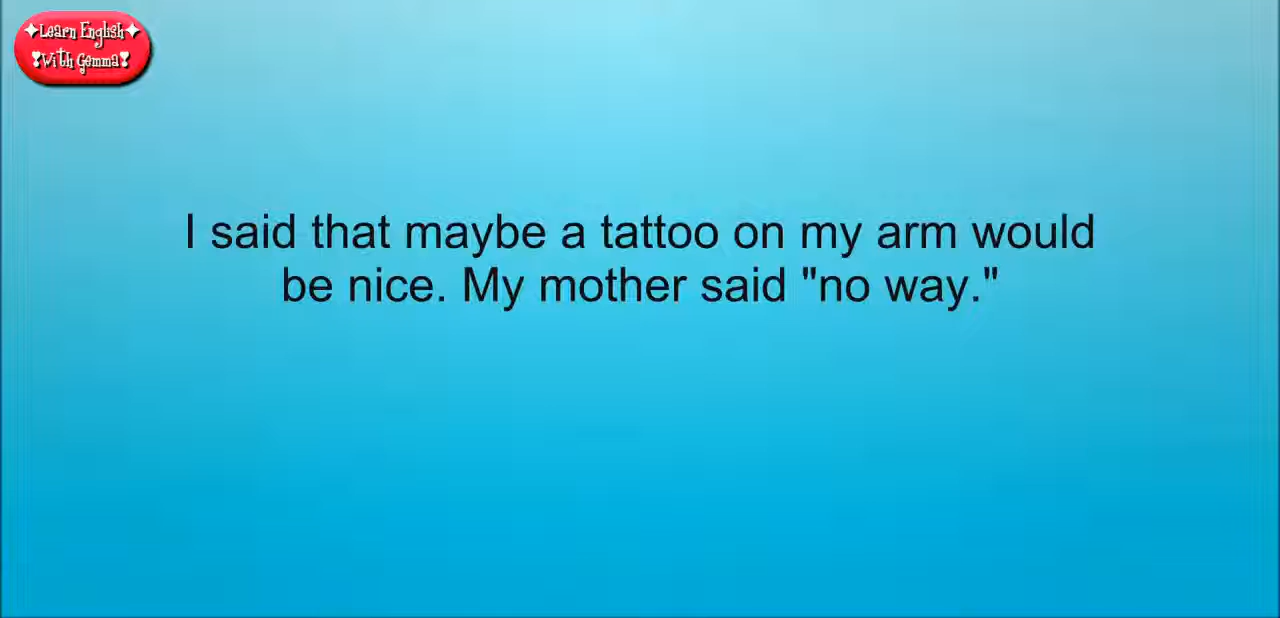 ✦Learn English✦
❣With Gemma❣
I said that maybe a tattoo on my arm would
be nice. My mother said "no way."